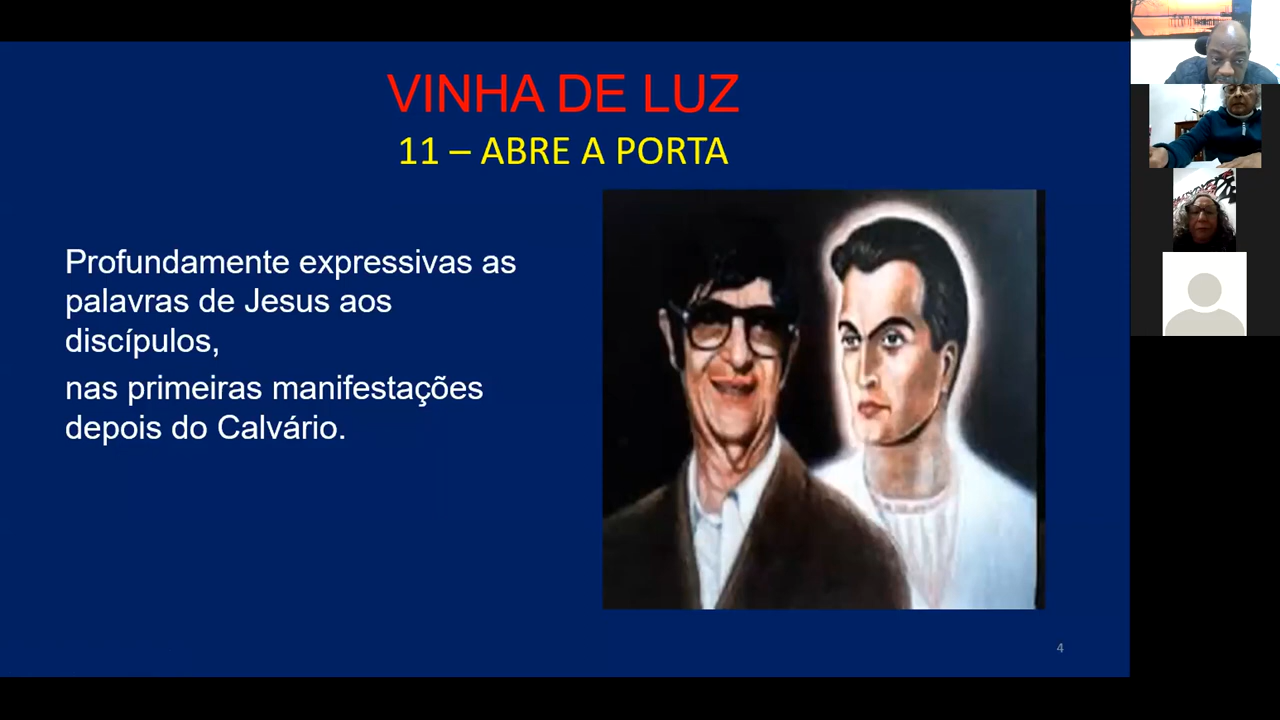 VINHA DE LUZ
11 – ABRE A PORTA
Profundamente expressivas as
palavras de Jesus aos
discípulos,
nas primeiras manifestações
depois do Calvário.
4